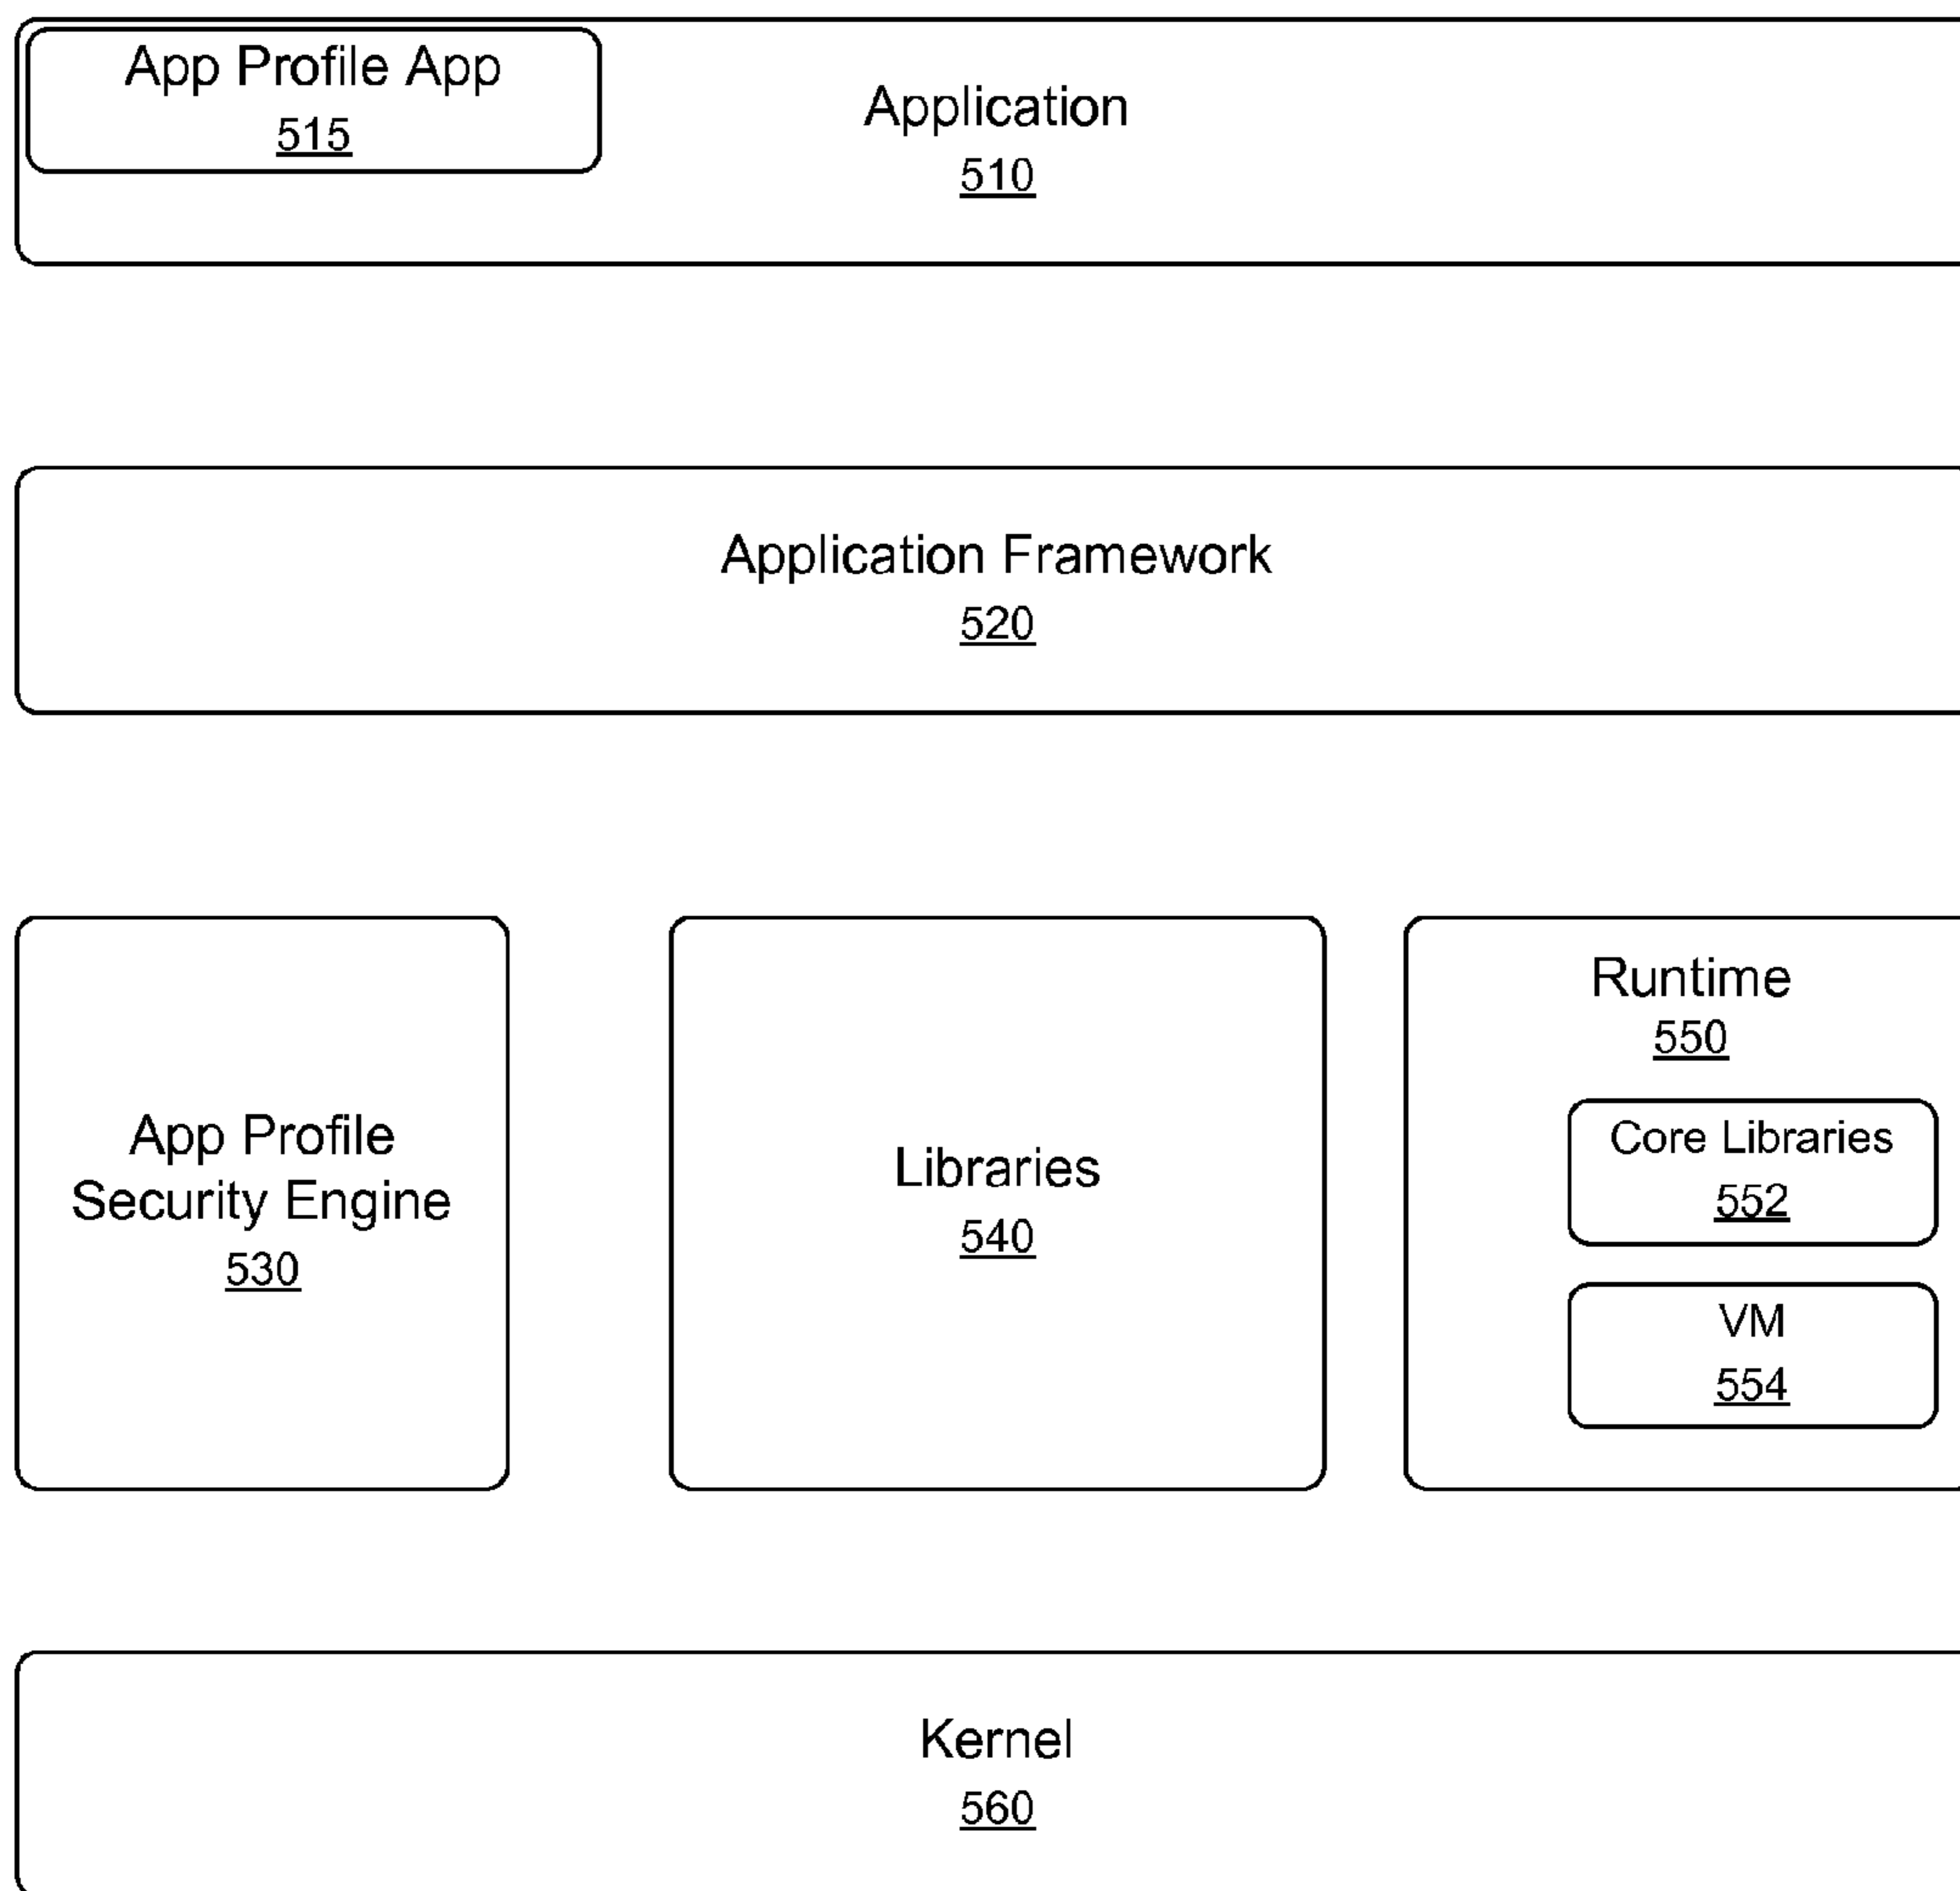 App Profile App
515
Application
510
Application Framework
520
App Profile
Security Engine
530
Libraries
540
Runtime
550
Core Libraries
552
VM
554
Kernel
560